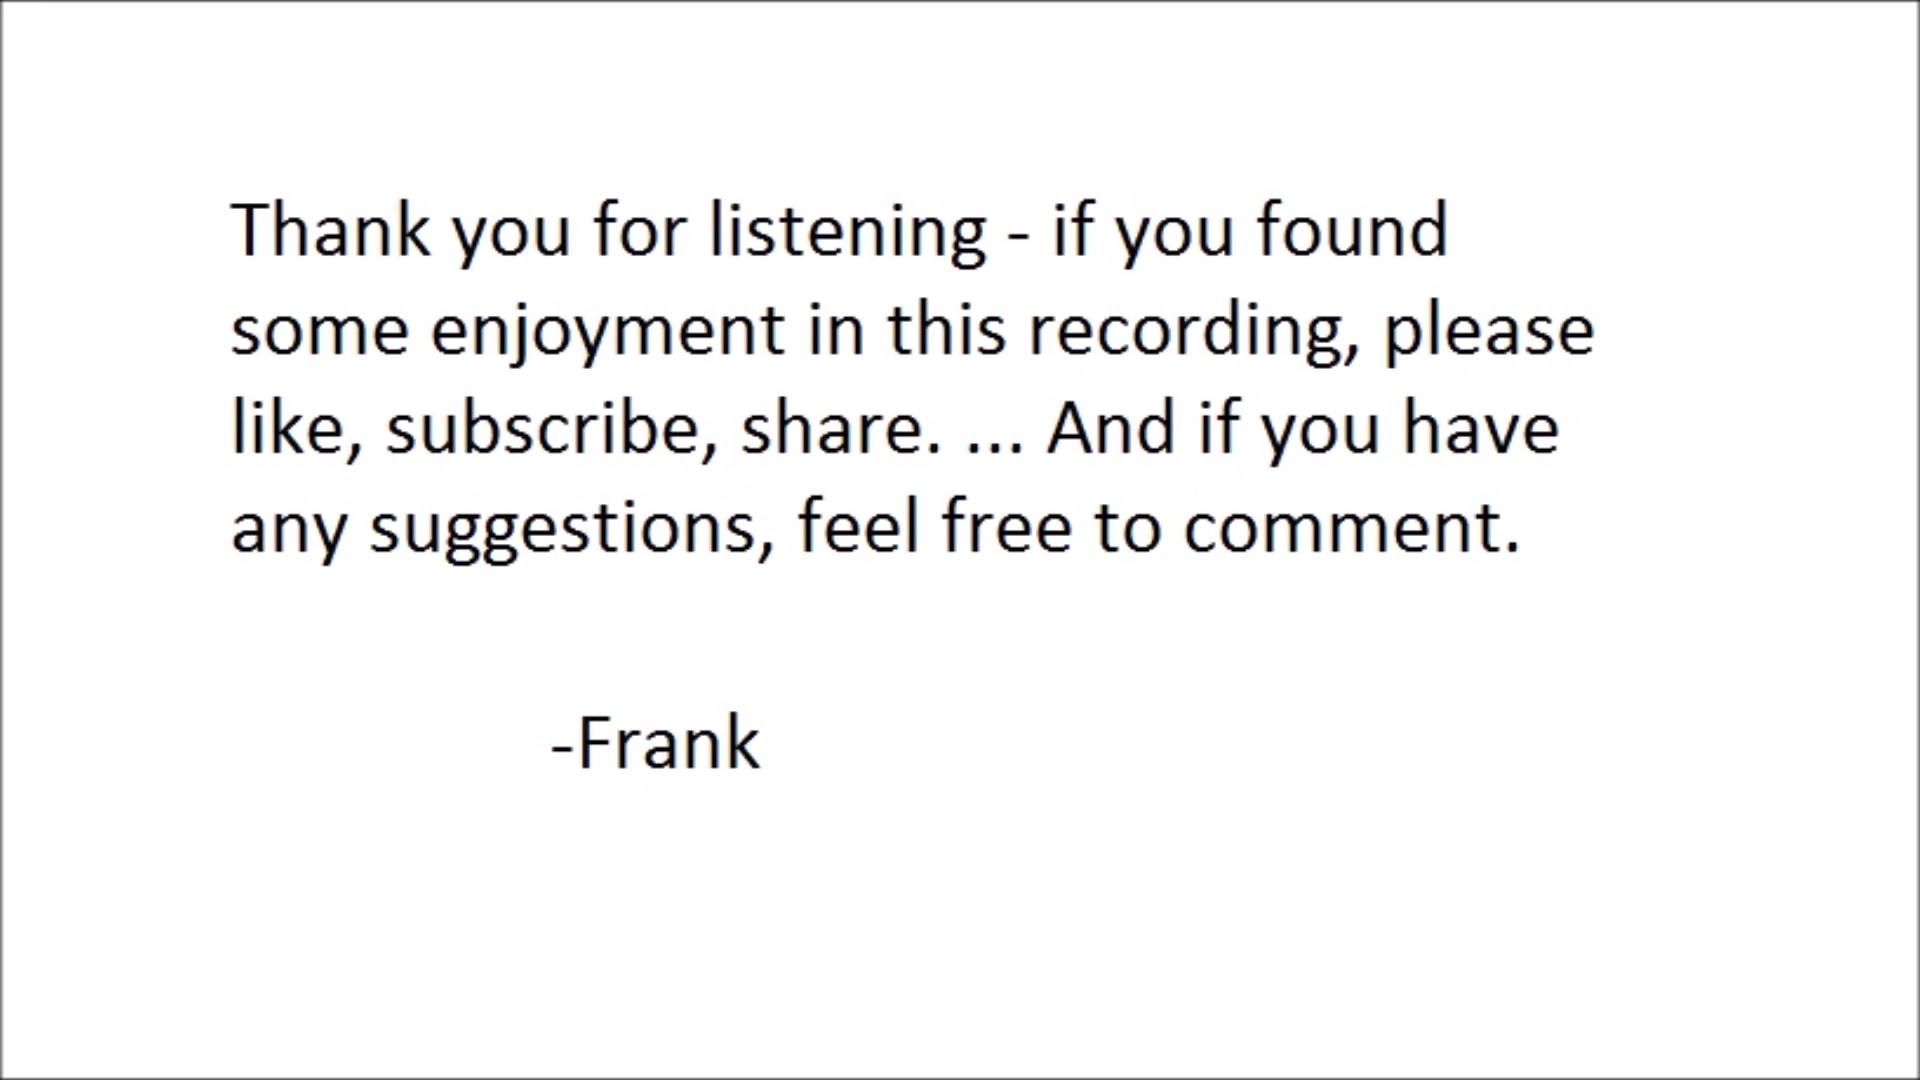 Thank you for listening - if you found
some enjoyment in this recording, please
like, subscribe, share. ... And if you have
any suggestions, feel free to comment.
-Frank